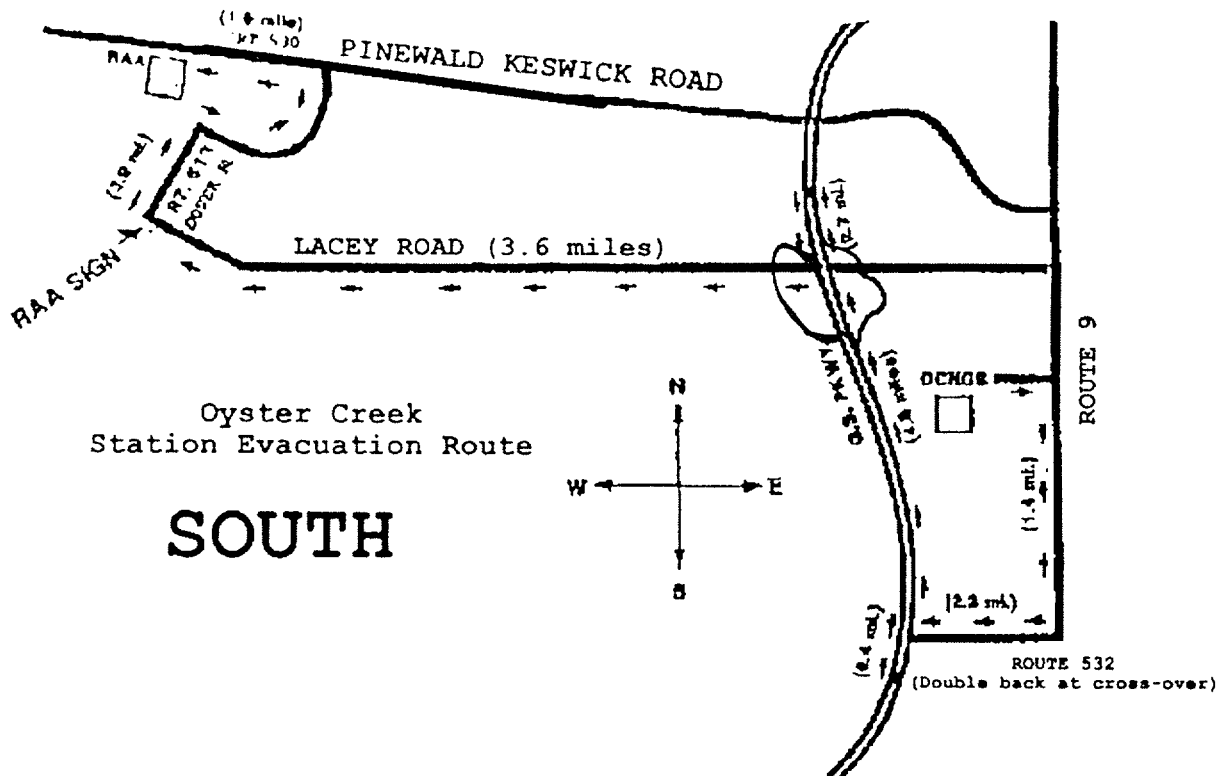 (1.6 mile)
RT. 530
PINEWALD KESWICK ROAD
RAA
RT. 617
RAA SIGN
LACEY ROAD (3.6 miles)
ROUTE 9
Oyster Creek
Station Evacuation Route
SOUTH
N
W
E
S
G.S. PKWY
OCNGS
(1.4 mi.)
(2.2 mi.)
ROUTE 532
(Double back at cross-over)